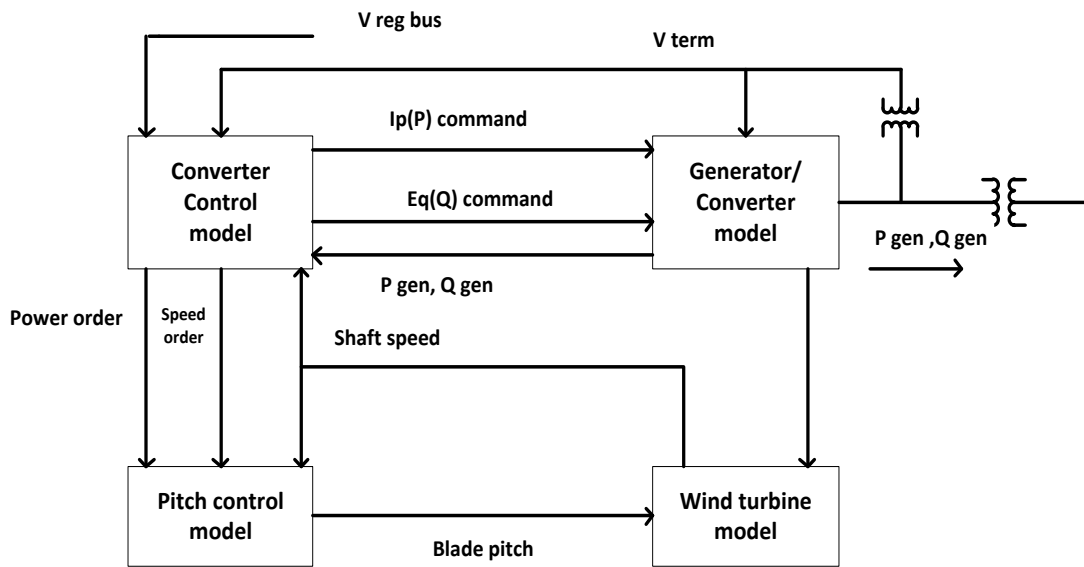 V reg bus
V term
Ip(P) command
Converter
Control
model
Generator/
Converter
model
Eq(Q) command
P gen ,Q gen
P gen, Q gen
Power order
Speed
order
Shaft speed
Pitch control
model
Wind turbine
model
Blade pitch